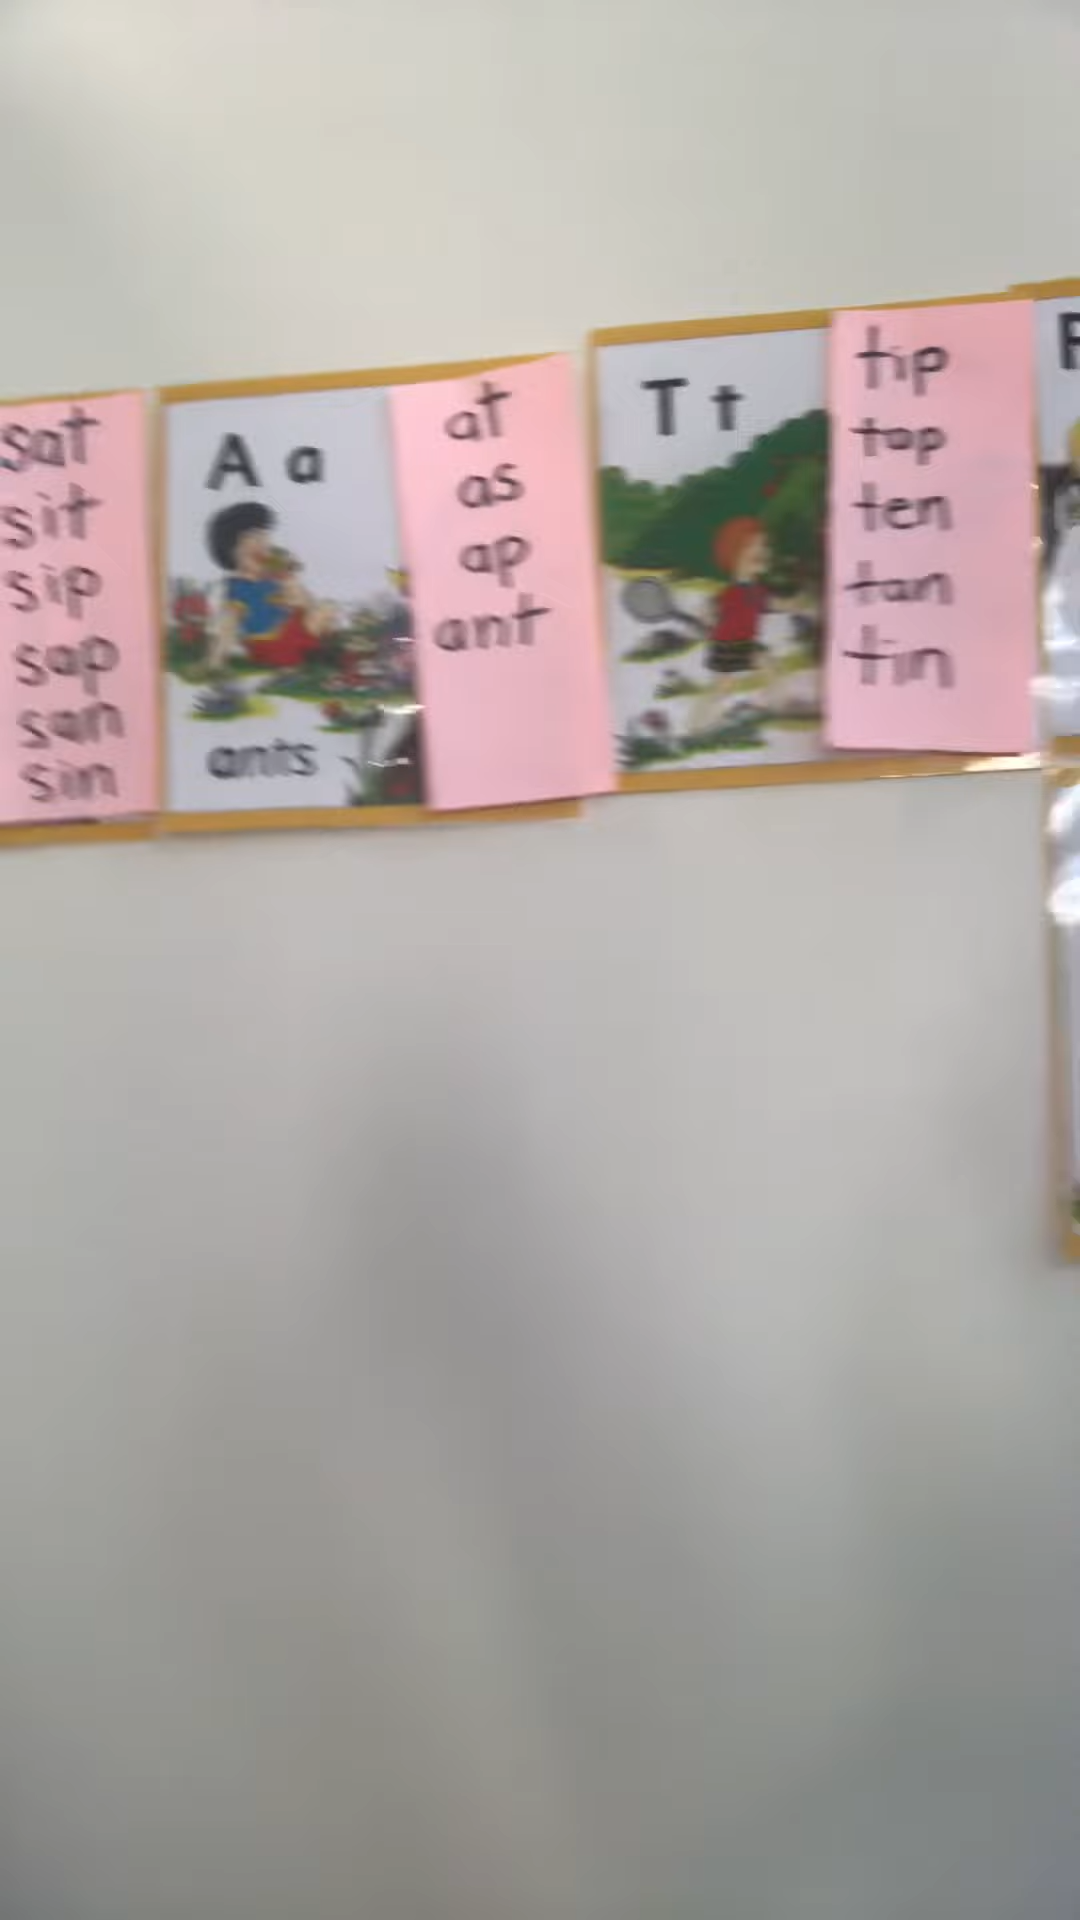 sat
sit
sip
sap
san
sin
A a
ants
at
as
ap
ant
T t
tip
tap
ten
tan
tin